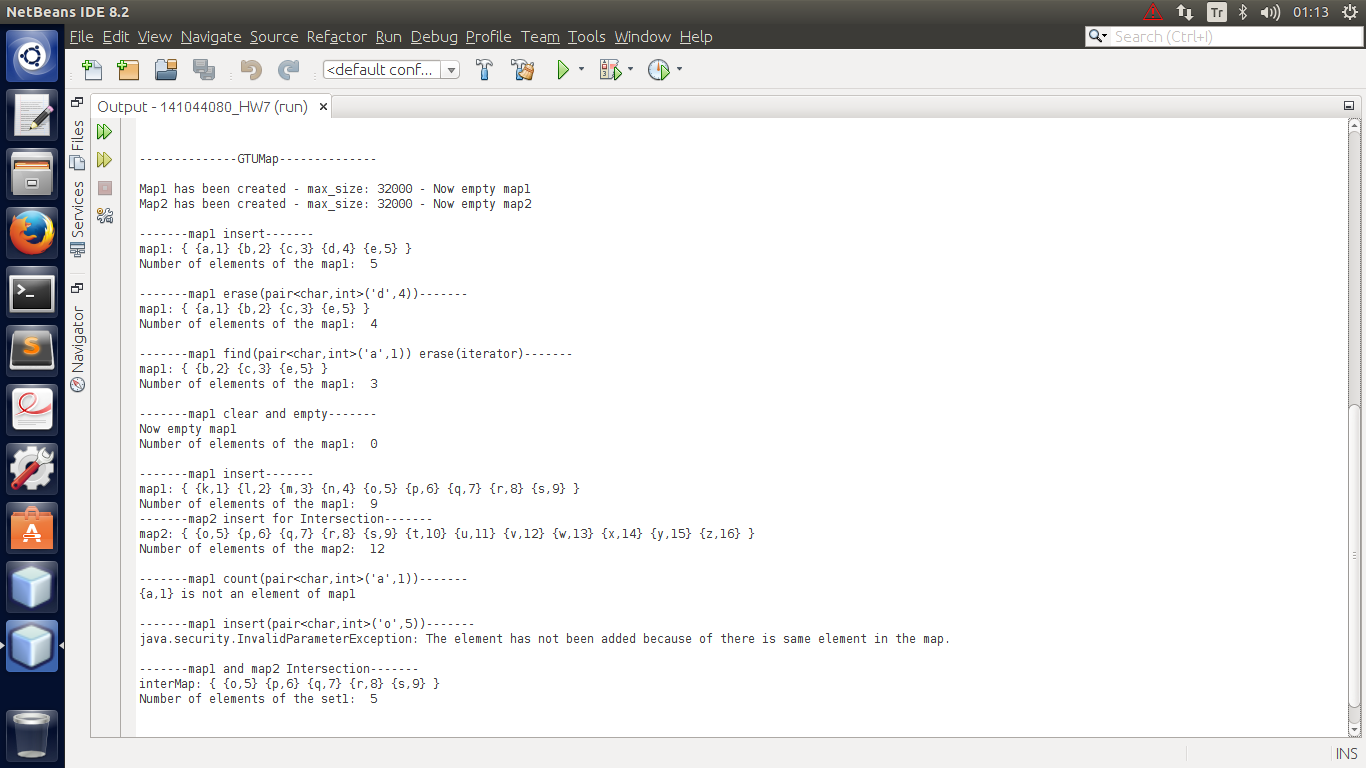 NetBeans IDE 8.2
Tr
01:13
File Edit View Navigate Source Refactor Run Debug Profile Team Tools Window Help
Search (Ctrl+I)
<default conf...
Output - 141044080_HW7 (run)
Files
Services
Navigator
--------------GTUMap--------------
Map1 has been created - max_size: 32000 - Now empty map1
Map2 has been created - max_size: 32000 - Now empty map2
-------map1 insert-------
map1: { {a,1} {b,2} {c,3} {d,4} {e,5} }
Number of elements of the map1:  5
-------map1 erase(pair<char,int>('d',4))-------
map1: { {a,1} {b,2} {c,3} {e,5} }
Number of elements of the map1:  4
-------map1 find(pair<char,int>('a',1)) erase(iterator)-------
map1: { {b,2} {c,3} {e,5} }
Number of elements of the map1:  3
-------map1 clear and empty-------
Now empty map1
Number of elements of the map1:  0
-------map1 insert-------
map1: { {k,1} {l,2} {m,3} {n,4} {o,5} {p,6} {q,7} {r,8} {s,9} }
Number of elements of the map1:  9
-------map2 insert for Intersection-------
map2: { {o,5} {p,6} {q,7} {r,8} {s,9} {t,10} {u,11} {v,12} {w,13} {x,14} {y,15} {z,16} }
Number of elements of the map2:  12
-------map1 count(pair<char,int>('a',1))-------
{a,1} is not an element of map1
-------map1 insert(pair<char,int>('o',5))-------
java.security.InvalidParameterException: The element has not been added because of there is same element in the map.
-------map1 and map2 Intersection-------
interMap: { {o,5} {p,6} {q,7} {r,8} {s,9} }
Number of elements of the set1:  5
INS